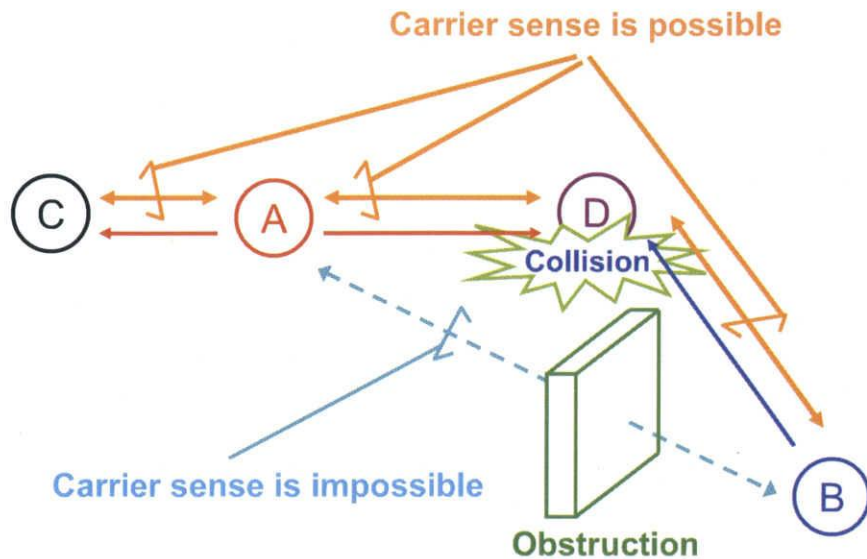 Carrier sense is possible
C
A
D
Collision
Carrier sense is impossible
B
Obstruction